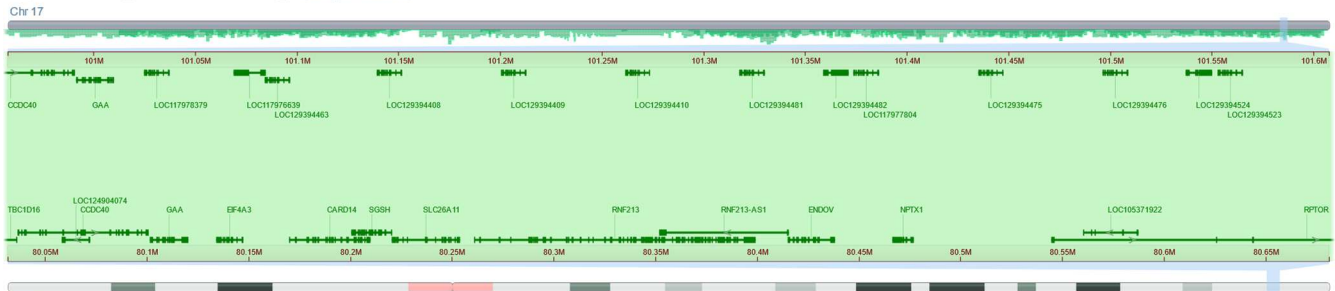 Chr 17
101M 101.05M 101.1M 101.15M 101.2M 101.25M 101.3M 101.35M 101.4M 101.45M 101.5M 101.55M 101.6M
CCDC40 GAA LOC117978379 LOC117976639 LOC129394408 LOC129394409 LOC129394410 LOC129394481 LOC129394482 LOC129394475 LOC129394476 LOC129394524
LOC129394463 LOC117977804 LOC129394523
LOC124904074
TBC1D16 CCDC40 GAA EIF4A3 CARD14 SGSH SLC26A11 RNF213 RNF213-AS1 ENDOV NPTX1 LOC105371922 RPTOR
80.05M 80.1M 80.15M 80.2M 80.25M 80.3M 80.35M 80.4M 80.45M 80.5M 80.55M 80.6M 80.65M